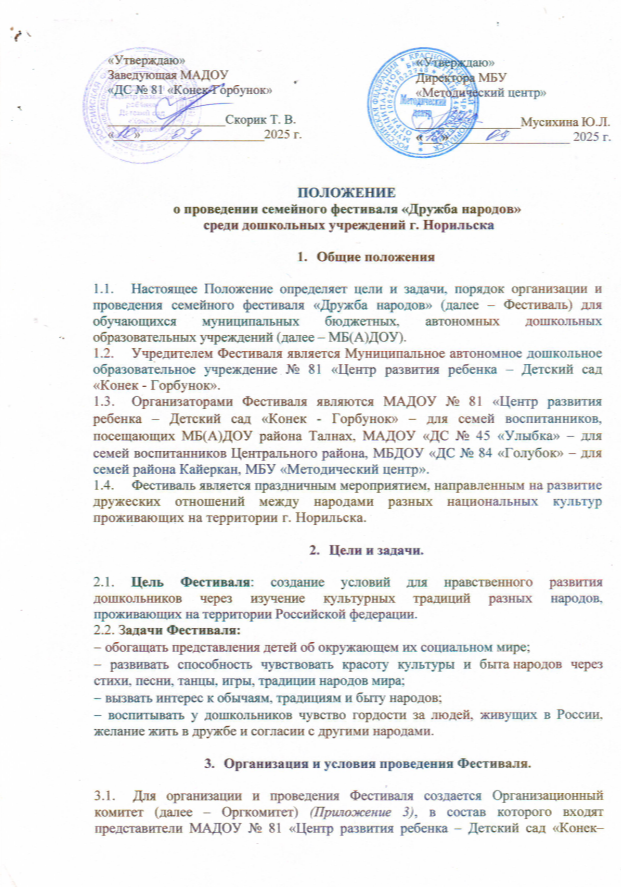 «Утверждаю»
Заведующая МАДОУ
«ДС № 81 «Конек-Горбунок»
Скорик Т. В.
«10» 09 2025 г.
«Утверждаю»
Директора МБУ
«Методический центр»
Мусихина Ю.Л.
09 2025 г.
Методический центр
ПОЛОЖЕНИЕ
о проведении семейного фестиваля «Дружба народов»
среди дошкольных учреждений г. Норильска
1. Общие положения
1.1. Настоящее Положение определяет цели и задачи, порядок организации и
проведения семейного фестиваля «Дружба народов» (далее – Фестиваль) для
обучающихся муниципальных бюджетных, автономных дошкольных
образовательных учреждений (далее – МБ(А)ДОУ).
1.2. Учредителем Фестиваля является Муниципальное автономное дошкольное
образовательное учреждение № 81 «Центр развития ребенка – Детский сад
«Конек - Горбунок».
1.3. Организаторами Фестиваля являются МАДОУ № 81 «Центр развития
ребенка – Детский сад «Конек - Горбунок» – для семей воспитанников,
посещающих МБ(А)ДОУ района Талнах, МАДОУ «ДС № 45 «Улыбка» – для
семей воспитанников Центрального района, МБДОУ «ДС № 84 «Голубок» – для
семей района Кайеркан, МБУ «Методический центр».
1.4. Фестиваль является праздничным мероприятием, направленным на развитие
дружеских отношений между народами разных национальных культур
проживающих на территории г. Норильска.
2. Цели и задачи.
2.1. Цель Фестиваля: создание условий для нравственного развития
дошкольников через изучение культурных традиций разных народов,
проживающих на территории Российской федерации.
2.2. Задачи Фестиваля:
– обогащать представления детей об окружающем их социальном мире;
– развивать способность чувствовать красоту культуры и быта народов через
стихи, песни, танцы, игры, традиции народов мира;
– вызвать интерес к обычаям, традициям и быту народов;
– воспитывать у дошкольников чувство гордости за людей, живущих в России,
желание жить в дружбе и согласии с другими народами.
3. Организация и условия проведения Фестиваля.
3.1. Для организации и проведения Фестиваля создается Организационный
комитет (далее – Оргкомитет) (Приложение 3), в состав которого входят
представители МАДОУ № 81 «Центр развития ребенка – Детский сад «Конек–